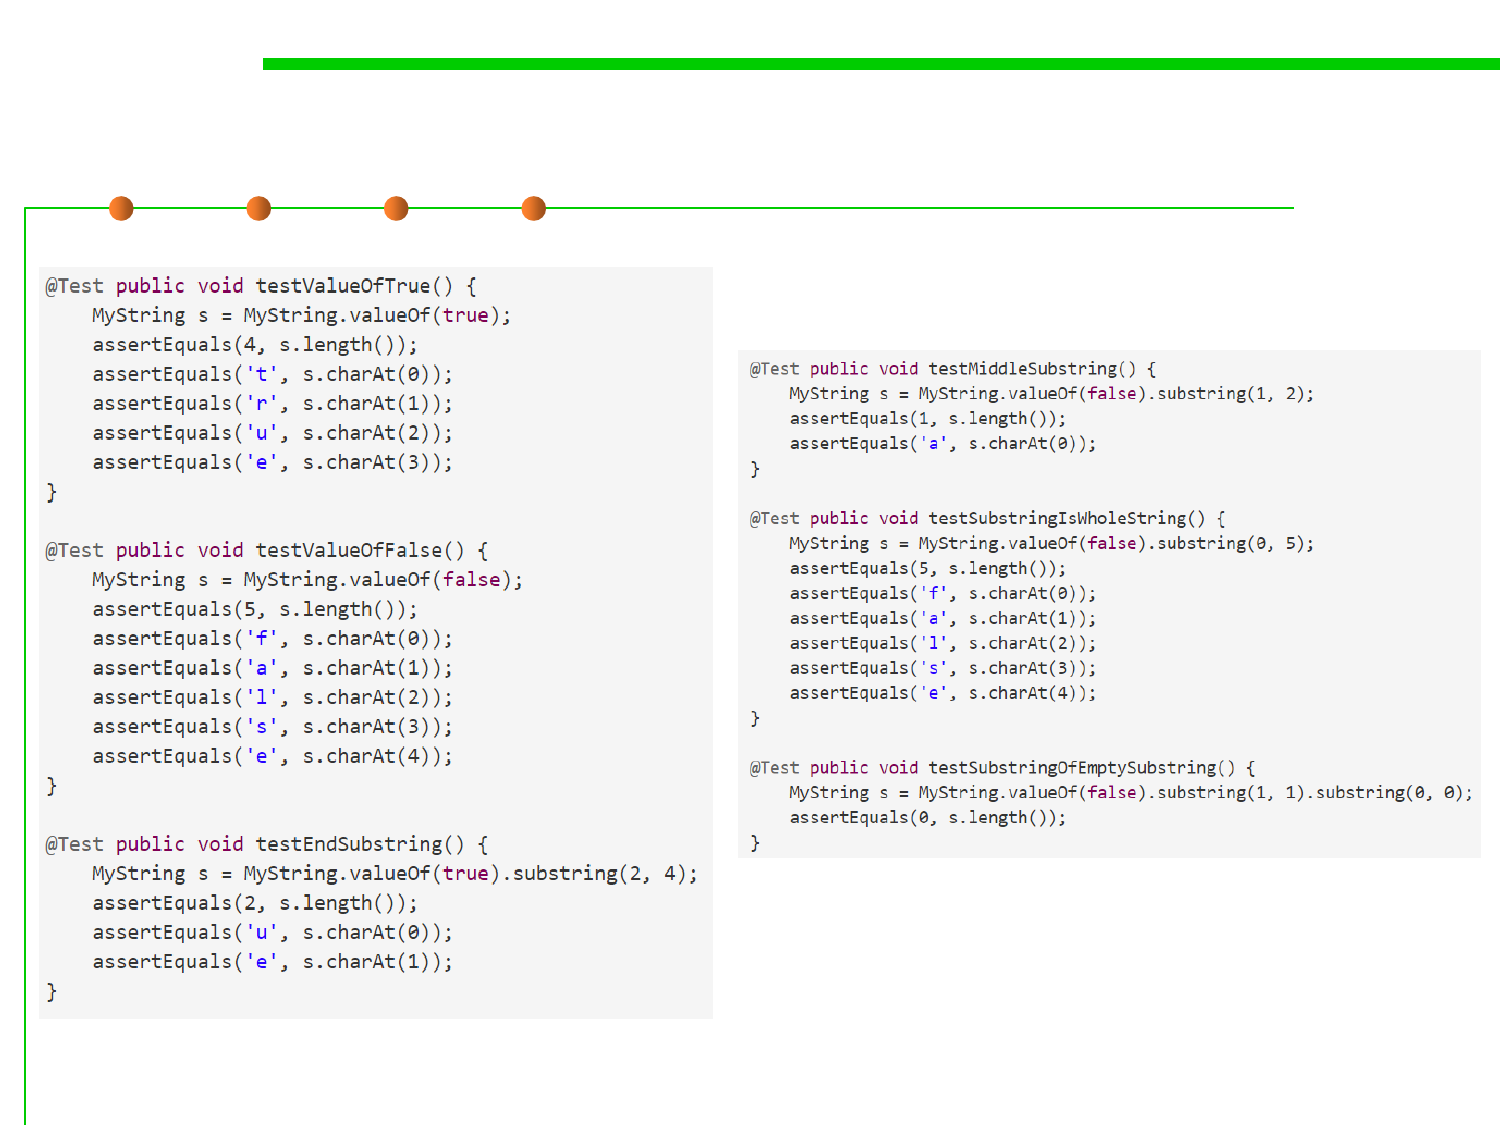 @Test public void testValueOfTrue() {
    MyString s = MyString.valueOf(true);
    assertEquals(4, s.length());
    assertEquals('t', s.charAt(0));
    assertEquals('r', s.charAt(1));
    assertEquals('u', s.charAt(2));
    assertEquals('e', s.charAt(3));
}

@Test public void testValueOfFalse() {
    MyString s = MyString.valueOf(false);
    assertEquals(5, s.length());
    assertEquals('f', s.charAt(0));
    assertEquals('a', s.charAt(1));
    assertEquals('l', s.charAt(2));
    assertEquals('s', s.charAt(3));
    assertEquals('e', s.charAt(4));
}

@Test public void testEndSubstring() {
    MyString s = MyString.valueOf(true).substring(2, 4);
    assertEquals(2, s.length());
    assertEquals('u', s.charAt(0));
    assertEquals('e', s.charAt(1));
}

@Test public void testMiddleSubstring() {
    MyString s = MyString.valueOf(false).substring(1, 2);
    assertEquals(1, s.length());
    assertEquals('a', s.charAt(0));
}

@Test public void testSubstringIsWholeString() {
    MyString s = MyString.valueOf(false).substring(0, 5);
    assertEquals(5, s.length());
    assertEquals('f', s.charAt(0));
    assertEquals('a', s.charAt(1));
    assertEquals('l', s.charAt(2));
    assertEquals('s', s.charAt(3));
    assertEquals('e', s.charAt(4));
}

@Test public void testSubstringOfEmptySubstring() {
    MyString s = MyString.valueOf(false).substring(1, 1).substring(0, 0);
    assertEquals(0, s.length());
}